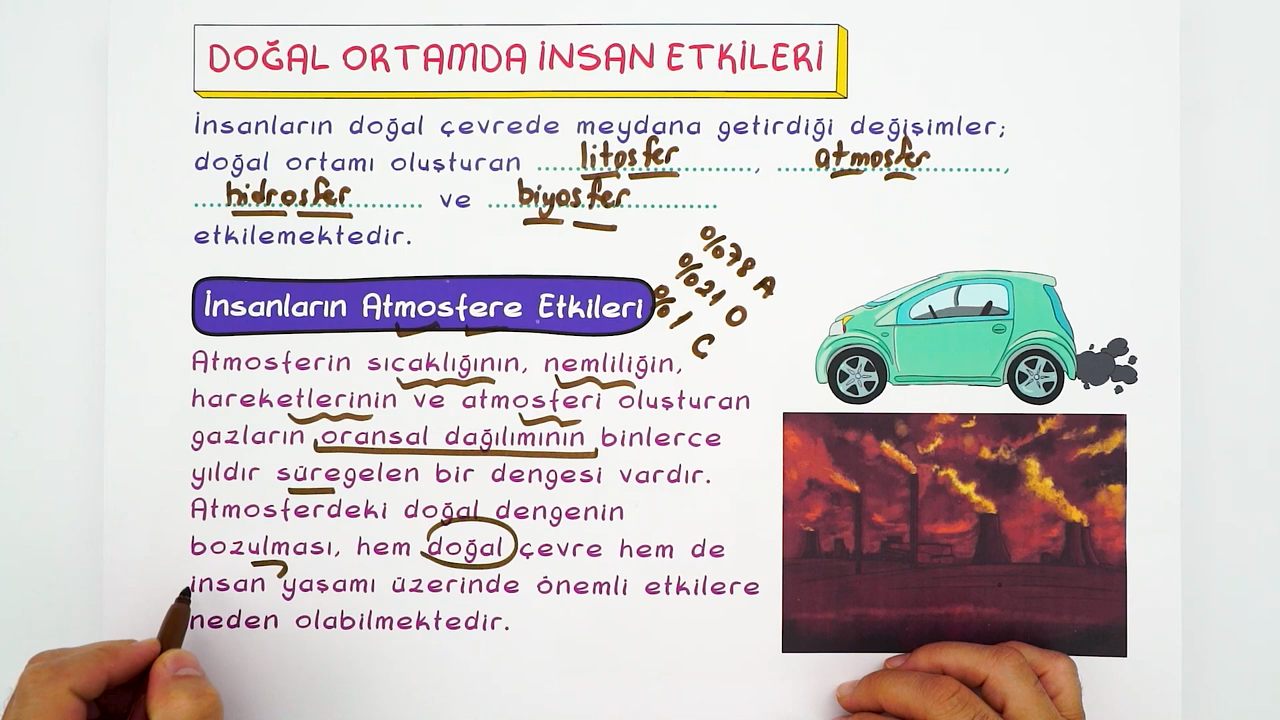 DOĞAL ORTAMDA İNSAN ETKİLERİ
İnsanların doğal çevrede meydana getirdiği değişimler;
doğal ortamı oluşturan litosfer, atmosfer,
hidrosfer ve biyosfer
etkilemektedir.
%78 A
%21 O
%1 Ç
İnsanların Atmosfere Etkileri
Atmosferin sıcaklığının, nemliliğin,
hareketlerinin ve atmosferi oluşturan
gazların oransal dağılımının binlerce
yıldır süregelen bir dengesi vardır.
Atmosferdeki doğal dengenin
bozulması, hem doğal çevre hem de
insan yaşamı üzerinde önemli etkilere
neden olabilmektedir.